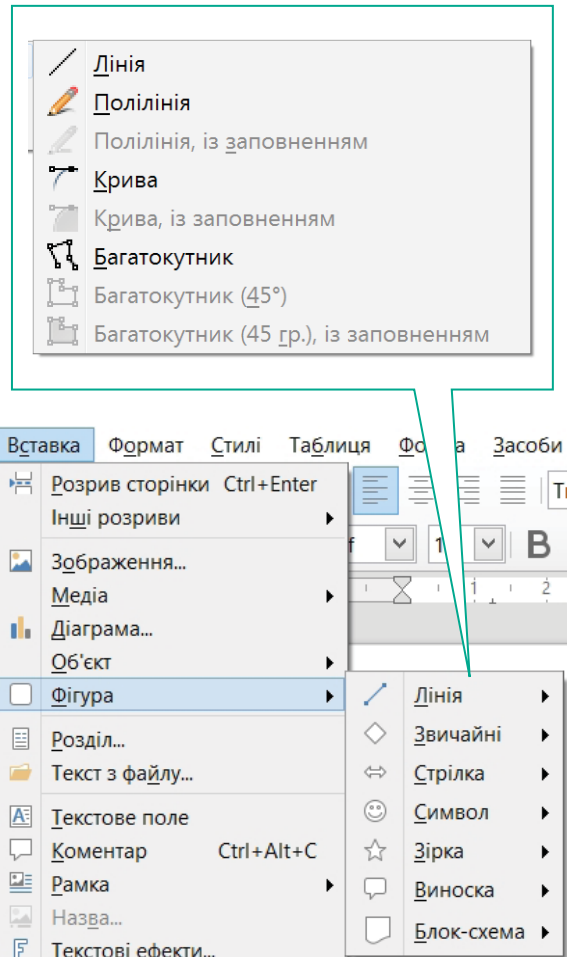 Лінія
Полілінія
Полілінія, із заповненням
Крива
Крива, із заповненням
Багатокутник
Багатокутник (45°)
Багатокутник (45 гр.), із заповненням
Вставка Формат Стилі Таблиця Засоби
Розрив сторінки Ctrl+Enter
Інші розриви
Зображення...
Медіа
Діаграма...
Об'єкт
Фігура
Розділ...
Текст з файлу...
Текстове поле
Коментар Ctrl+Alt+C
Рамка
Назва...
Текстові ефекти...
B
1 2
Лінія
Звичайні
Стрілка
Символ
Зірка
Виноска
Блок-схема